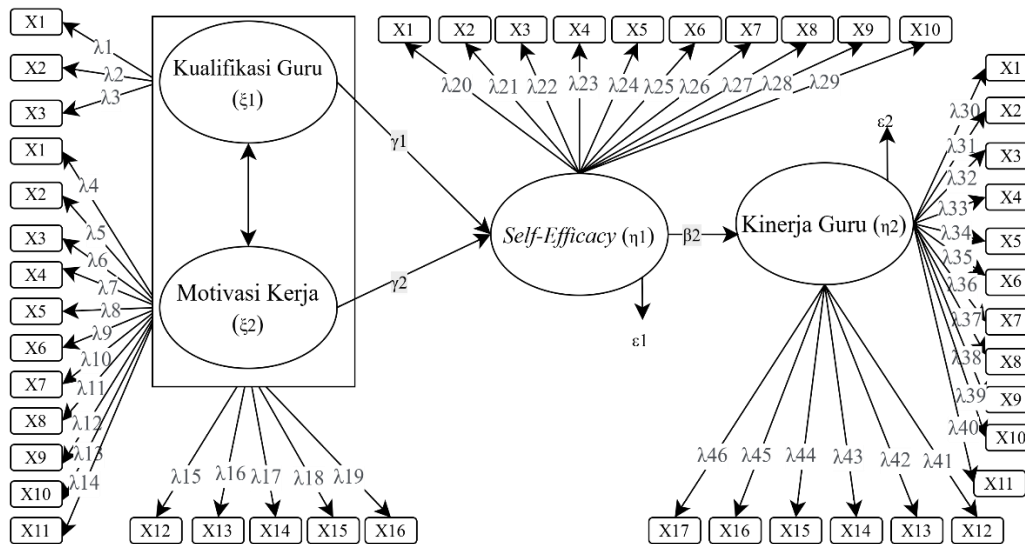 X1
λ1
X2
λ2
X3
λ3
X1
λ4
X2
λ5
X3
λ6
X4
λ7
X5
λ8
X6
λ9
X7
λ10
X8
λ11
X9
λ12
X10
λ13
X11
λ14
Kualifikasi Guru
(ξ1)
Motivasi Kerja
(ξ2)
λ15
λ16
λ17
λ18
λ19
X12
X13
X14
X15
X16
γ1
γ2
X1
X2
X3
X4
X5
X6
X7
X8
X9
X10
λ20
λ21
λ22
λ23
λ24
λ25
λ26
λ27
λ28
λ29
Self-Efficacy (η1)
ε1
β2
ε2
Kinerja Guru (η2)
λ30
X1
λ31
X2
λ32
X3
λ33
X4
λ34
X5
λ35
X6
λ36
X7
λ37
X8
λ38
X9
λ39
X10
λ40
X11
λ46
λ45
λ44
λ43
λ42
λ41
X17
X16
X15
X14
X13
X12